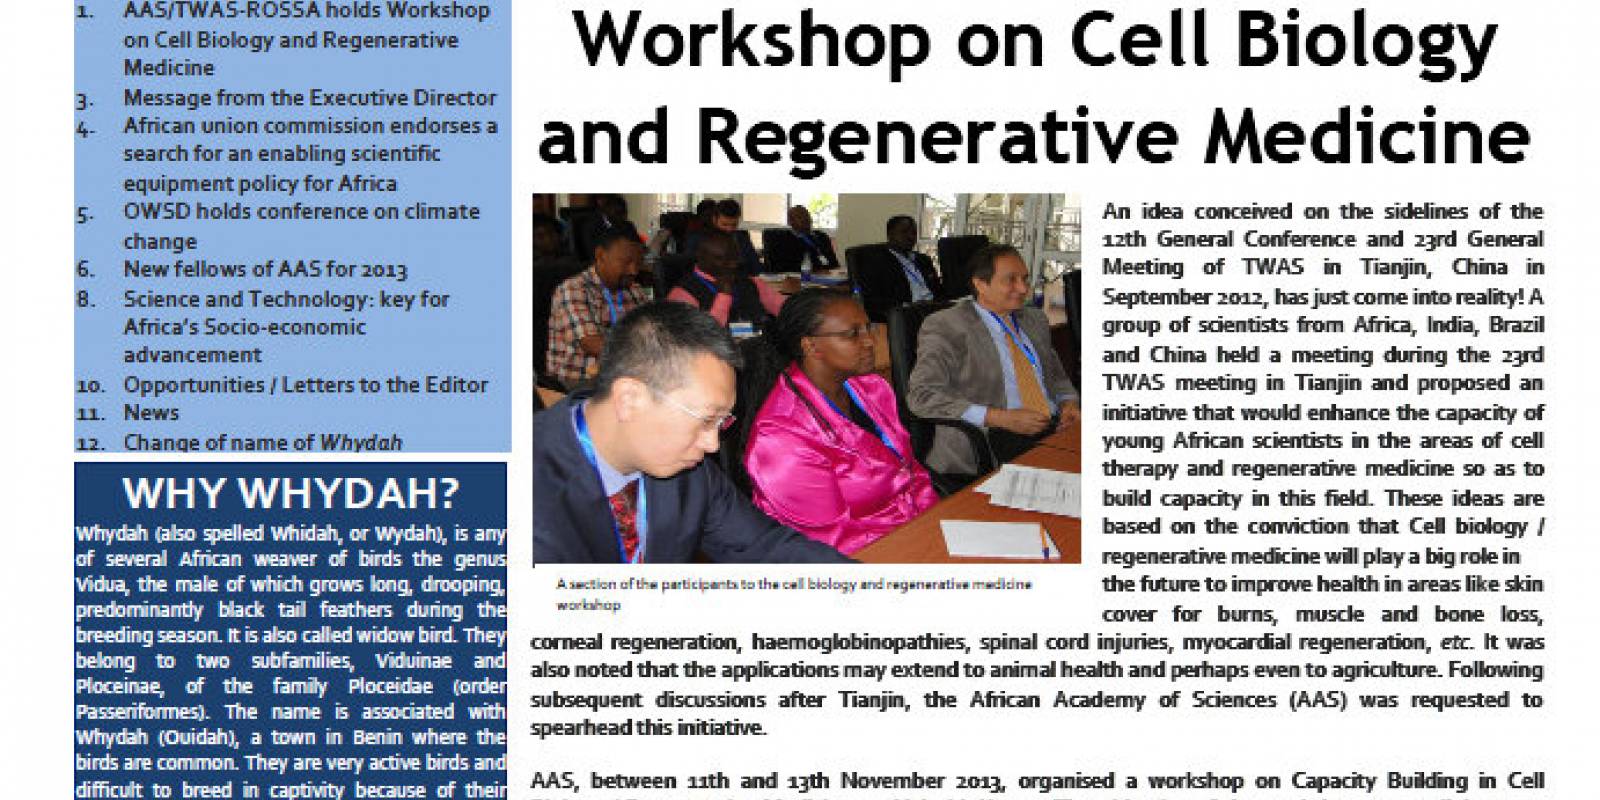 1. AAS/TWAS-ROSSA holds Workshop
on Cell Biology and Regenerative
Medicine
3. Message from the Executive Director
4. African union commission endorses a
search for an enabling scientific
equipment policy for Africa
5. OWSD holds conference on climate
change
6. New fellows of AAS for 2013
8. Science and Technology: key for
Africa's Socio-economic
advancement
10. Opportunities / Letters to the Editor
11. News
12. Change of name of Whydah
WHY WHYDAH?
Whydah (also spelled Whidah, or Wydah), is any
of several African weaver of birds the genus
Vidua, the male of which grows long, drooping,
predominantly black tail feathers during the
breeding season. It is also called widow bird. They
belong to two subfamilies, Viduinae and
Ploceinae, of the family Ploceidae (order
Passeriformes). The name is associated with
Whydah (Ouidah), a town in Benin where the
birds are common. They are very active birds and
difficult to breed in captivity because of their
Workshop on Cell Biology
and Regenerative Medicine
A section of the participants to the cell biology and regenerative medicine
workshop
An idea conceived on the sidelines of the
12th General Conference and 23rd General
Meeting of TWAS in Tianjin, China in
September 2012, has just come into reality! A
group of scientists from Africa, India, Brazil
and China held a meeting during the 23rd
TWAS meeting in Tianjin and proposed an
initiative that would enhance the capacity of
young African scientists in the areas of cell
therapy and regenerative medicine so as to
build capacity in this field. These ideas are
based on the conviction that Cell biology /
regenerative medicine will play a big role in
the future to improve health in areas like skin
cover for burns, muscle and bone loss,
corneal regeneration, haemoglobinopathies, spinal cord injuries, myocardial regeneration, etc. It was
also noted that the applications may extend to animal health and perhaps even to agriculture. Following
subsequent discussions after Tianjin, the African Academy of Sciences (AAS) was requested to
spearhead this initiative.
AAS, between 11th and 13th November 2013, organised a workshop on Capacity Building in Cell